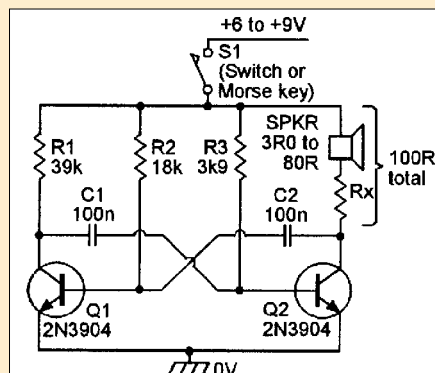 +6 to +9V
S1
(Switch or
Morse key)
SPKR
3R0 to
80R
100R
total
Rx
R1
39k
R2
18k
R3
3k9
C1
100n
C2
100n
Q1
2N3904
Q2
2N3904
0V